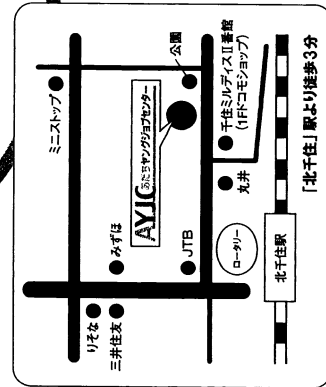 ミニストップ
公園
AYJC あだちヤングジョブセンター
千住ミルディスⅡ番館
(1Fドコモショップ)
みずほ
りそな
三井住友
JTB
丸井
ロータリー
北千住駅
「北千住」駅より徒歩3分